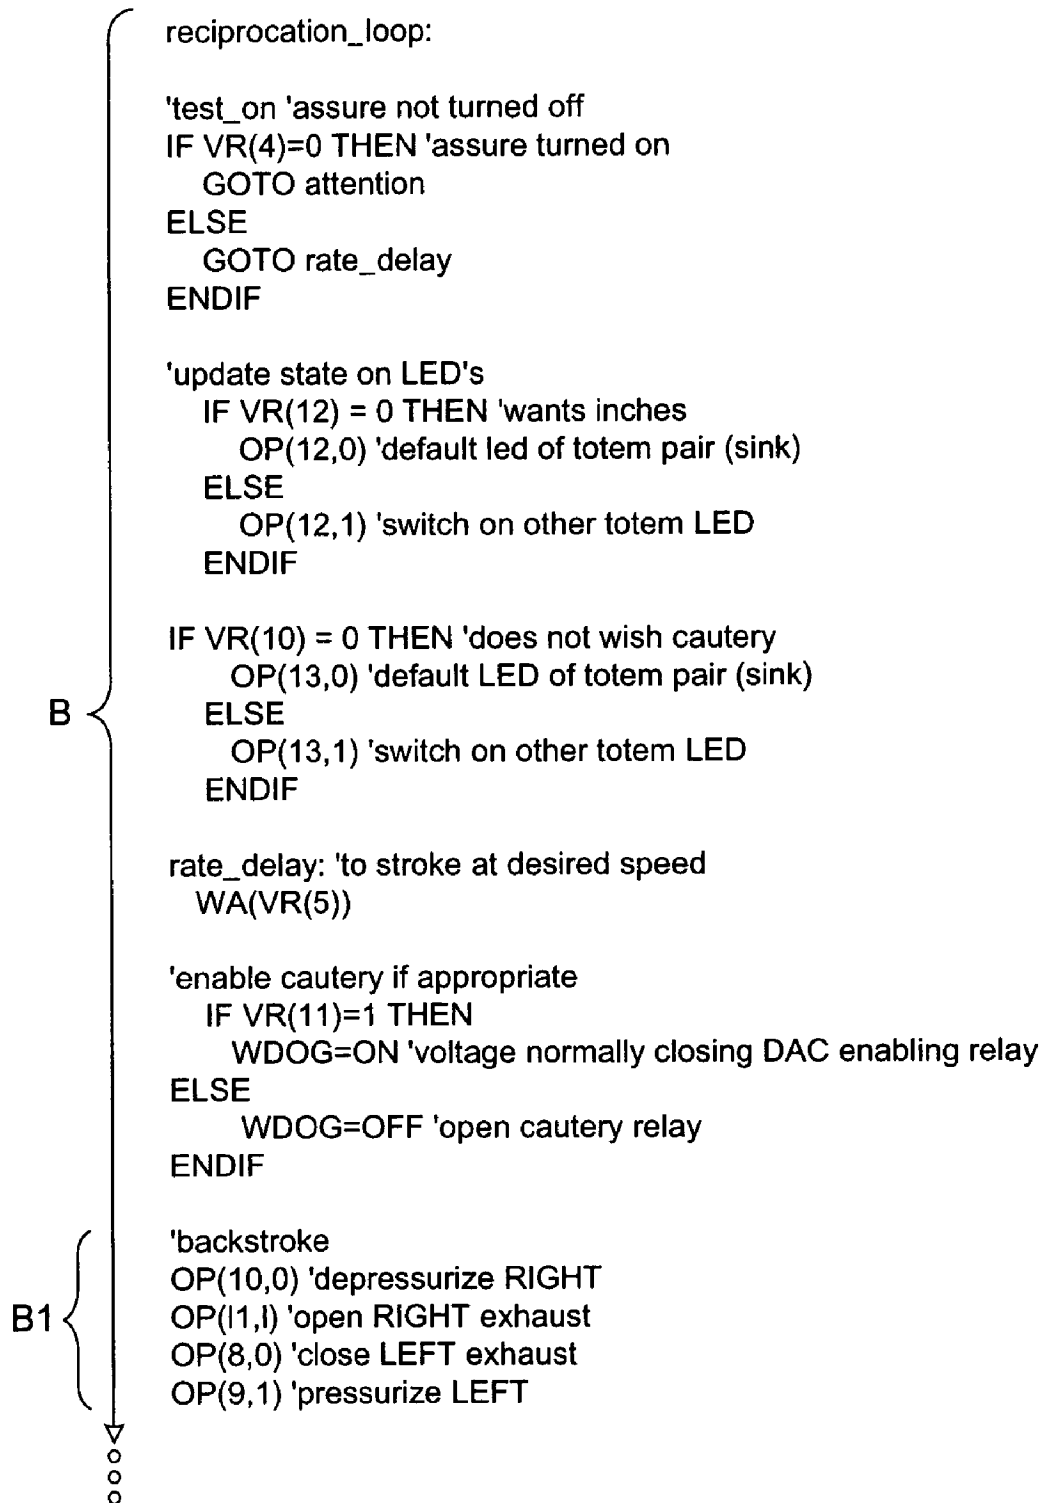 reciprocation_loop:
'test_on 'assure not turned off
IF VR(4)=0 THEN 'assure turned on
GOTO attention
ELSE
GOTO rate_delay
ENDIF
'update state on LED's
IF VR(12) = 0 THEN 'wants inches
OP(12,0) 'default led of totem pair (sink)
ELSE
OP(12,1) 'switch on other totem LED
ENDIF
IF VR(10) = 0 THEN 'does not wish cautery
OP(13,0) 'default LED of totem pair (sink)
B
ELSE
OP(13,1) 'switch on other totem LED
ENDIF
rate_delay: 'to stroke at desired speed
WA(VR(5))
'enable cautery if appropriate
IF VR(11)=1 THEN
WDOG=ON 'voltage normally closing DAC enabling relay
ELSE
WDOG=OFF 'open cautery relay
ENDIF
'backstroke
OP(10,0) 'depressurize RIGHT
B1
OP(I1,I) 'open RIGHT exhaust
OP(8,0) 'close LEFT exhaust
OP(9,1) 'pressurize LEFT